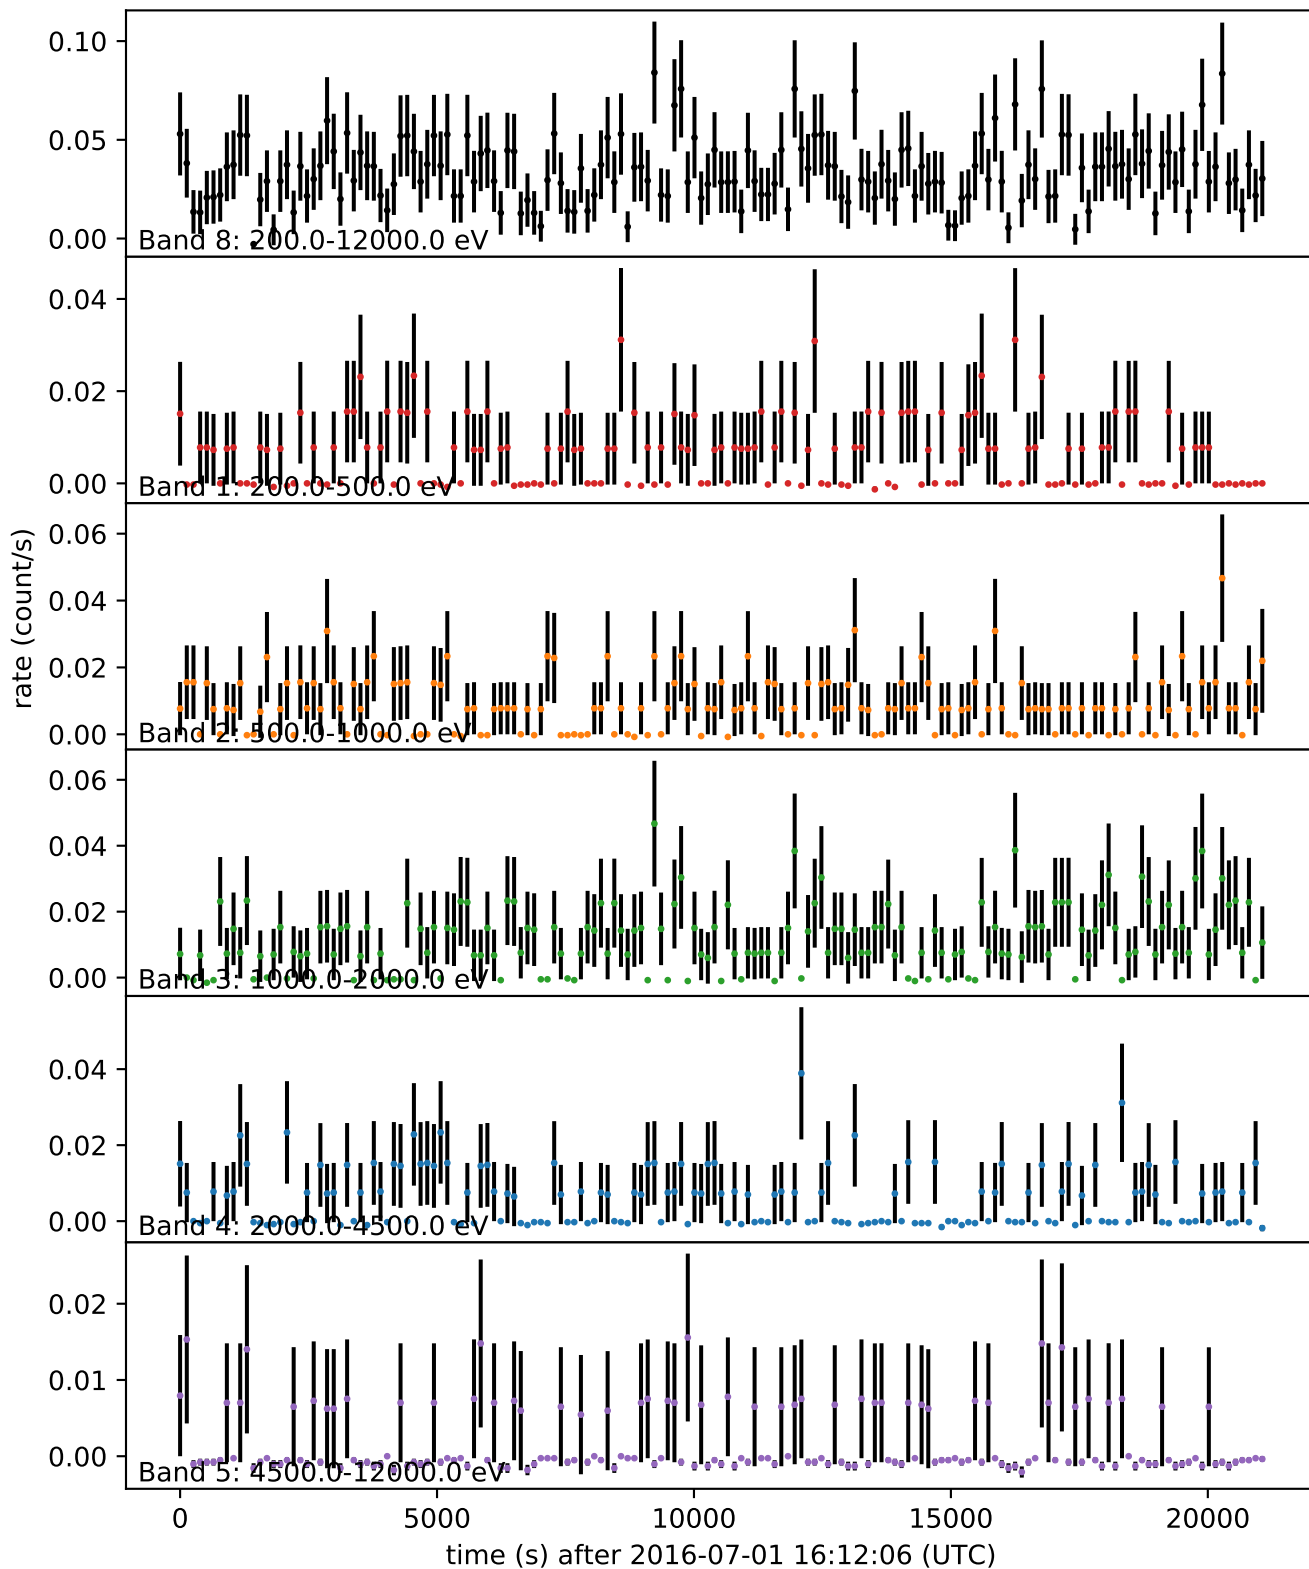 0.10
0.05
0.00
Band 8: 200.0-12000.0 eV
0.04
0.02
0.00
Band 1: 200.0-500.0 eV
rate (count/s)
0.06
0.04
0.02
0.00
Band 2: 500.0-1000.0 eV
0.06
0.04
0.02
0.00
Band 3: 1000.0-2000.0 eV
0.04
0.02
0.00
Band 4: 2000.0-4500.0 eV
0.02
0.01
0.00
Band 5: 4500.0-12000.0 eV
0 5000 10000 15000 20000
time (s) after 2016-07-01 16:12:06 (UTC)